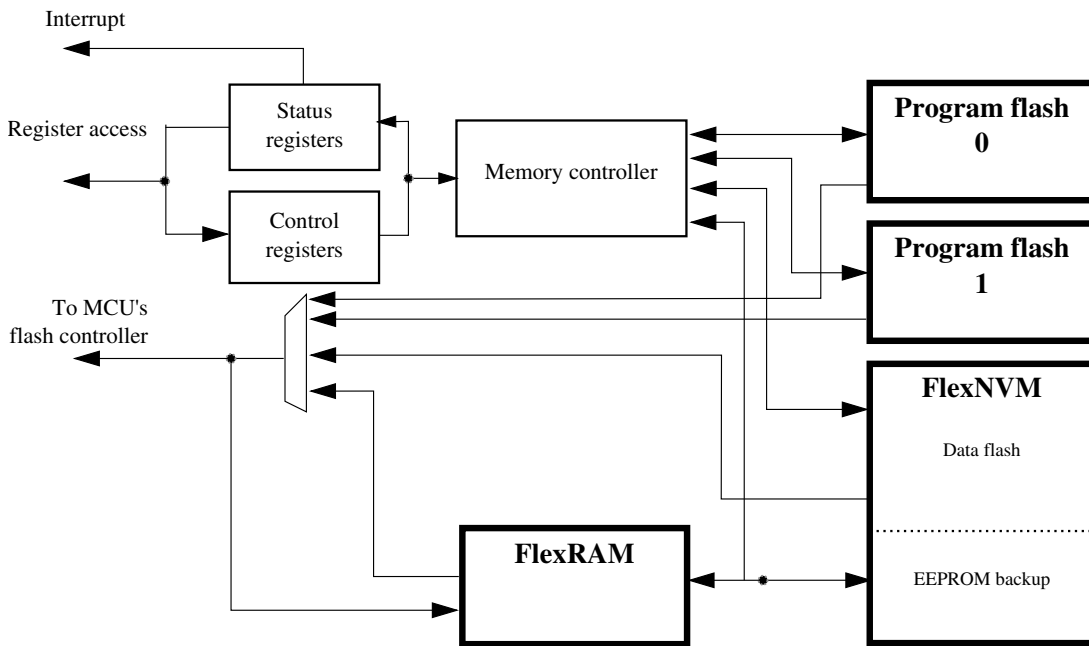 Interrupt
Register access
Status
registers
Control
registers
Memory controller
Program flash
0
Program flash
1
To MCU's
flash controller
FlexNVM
Data flash
EEPROM backup
FlexRAM